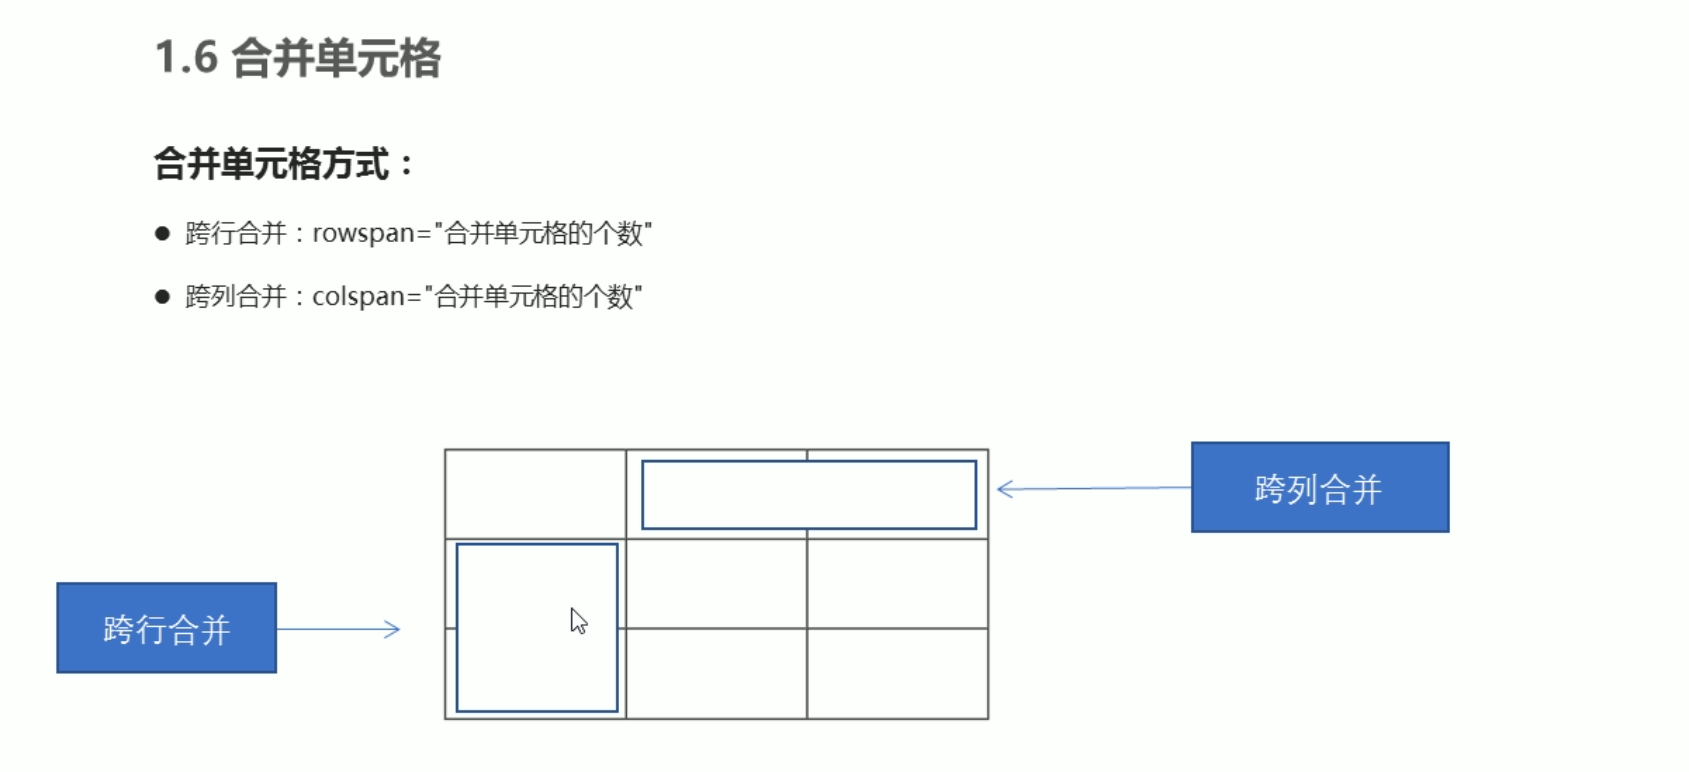 1.6 合并单元格
合并单元格方式：
● 跨行合并：rowspan="合并单元格的个数"
● 跨列合并：colspan="合并单元格的个数"
跨列合并
跨行合并